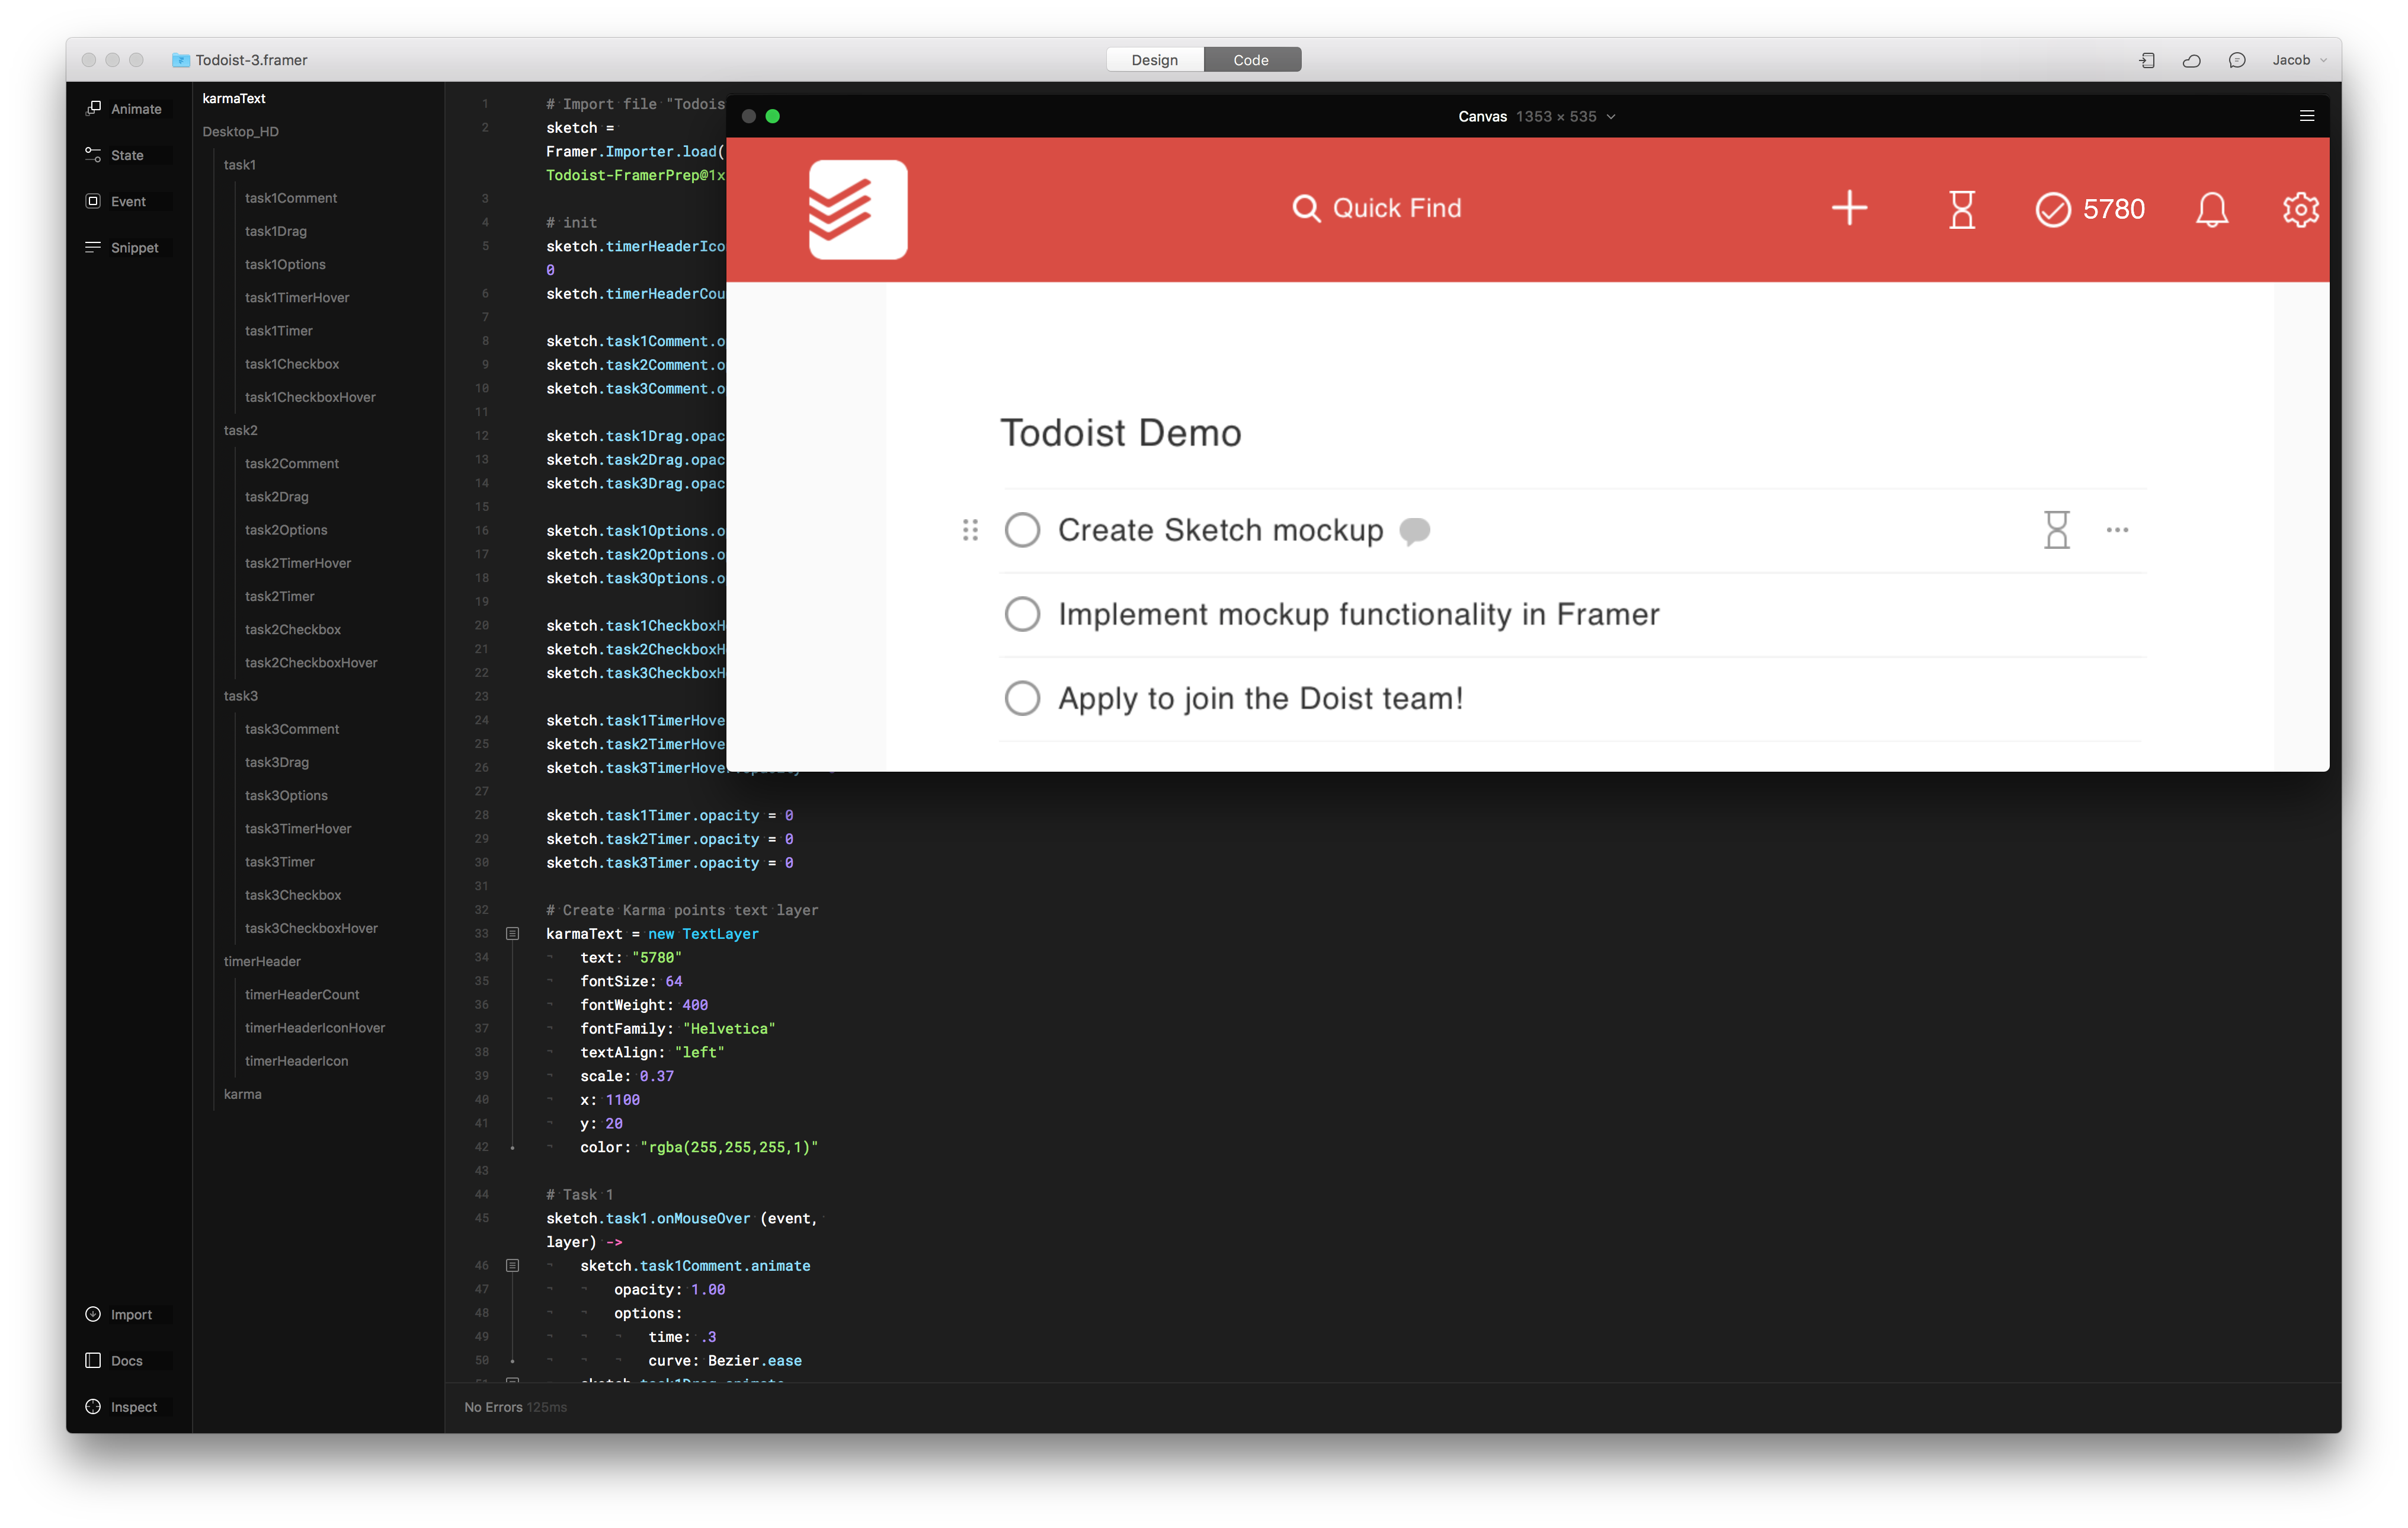 Todoist-3.framer
Design
Code
Jacob
Animate
State
Event
Snippet
Import
Docs
Inspect
karmaText
Desktop_HD
task1
task1Comment
task1Drag
task1Options
task1TimerHover
task1Timer
task1Checkbox
task1CheckboxHover
task2
task2Comment
task2Drag
task2Options
task2TimerHover
task2Timer
task2Checkbox
task2CheckboxHover
task3
task3Comment
task3Drag
task3Options
task3TimerHover
task3Timer
task3Checkbox
task3CheckboxHover
timerHeader
timerHeaderCount
timerHeaderIconHover
timerHeaderIcon
karma
1 # Import file "Todois
2 sketch =
Framer.Importer.load(
Todoist-FramerPrep@1x
3
4 # init
5 sketch.timerHeaderIco
0
6 sketch.timerHeaderCou
7
8 sketch.task1Comment.o
9 sketch.task2Comment.o
10 sketch.task3Comment.o
11
12 sketch.task1Drag.opac
13 sketch.task2Drag.opac
14 sketch.task3Drag.opac
15
16 sketch.task1Options.o
17 sketch.task2Options.o
18 sketch.task3Options.o
19
20 sketch.task1CheckboxH
21 sketch.task2CheckboxH
22 sketch.task3CheckboxH
23
24 sketch.task1TimerHove
25 sketch.task2TimerHove
26 sketch.task3TimerHove
27
28 sketch.task1Timer.opacity = 0
29 sketch.task2Timer.opacity = 0
30 sketch.task3Timer.opacity = 0
31
32 # Create Karma points text layer
33 karmaText = new TextLayer
34 text: "5780"
35 fontSize: 64
36 fontWeight: 400
37 fontFamily: "Helvetica"
38 textAlign: "left"
39 scale: 0.37
40 x: 1100
41 y: 20
42 color: "rgba(255,255,255,1)"
43
44 # Task 1
45 sketch.task1.onMouseOver (event,
layer) ->
46 sketch.task1Comment.animate
47 opacity: 1.00
48 options:
49 time: .3
50 curve: Bezier.ease
51 sketch.task1Drag.animate
No Errors 125ms
Canvas 1353 × 535
Quick Find
5780
Todoist Demo
Create Sketch mockup
Implement mockup functionality in Framer
Apply to join the Doist team!